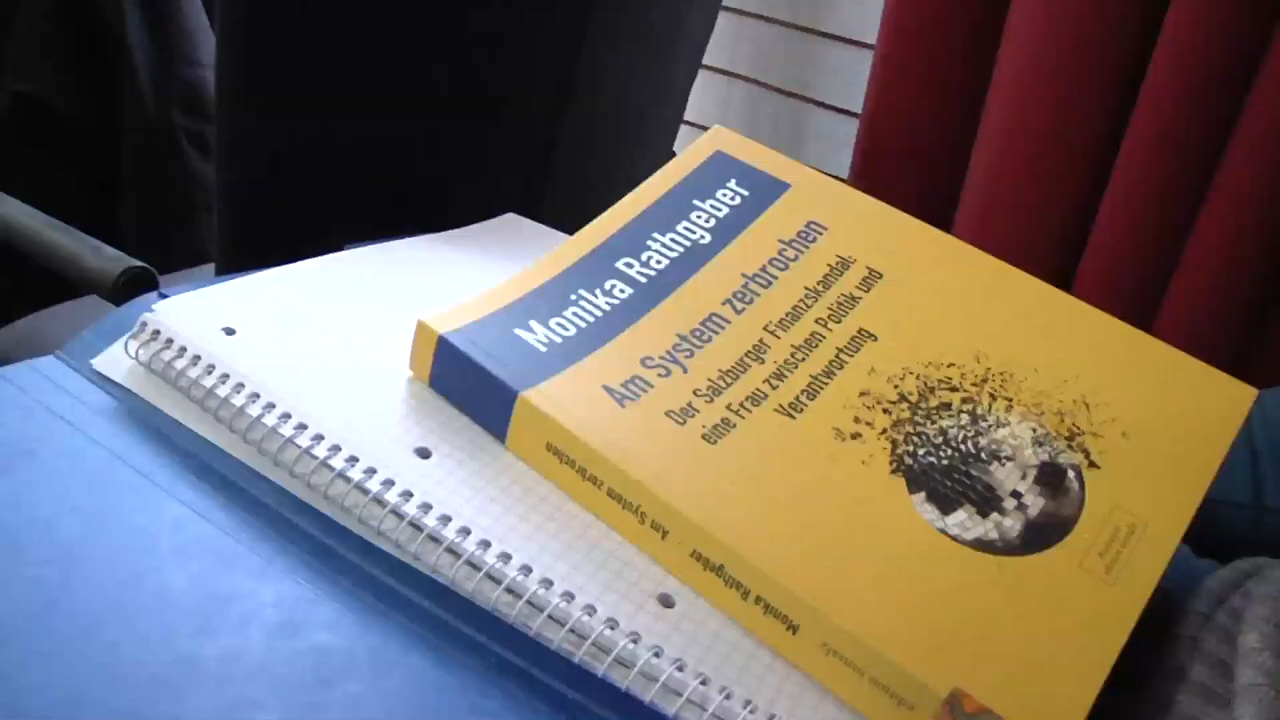 Monika Rathgeber
Am System zerbrochen
Der Salzburger Finanzskandal:
eine Frau zwischen Politik und
Verantwortung
Monika Rathgeber Am System zerbrochen